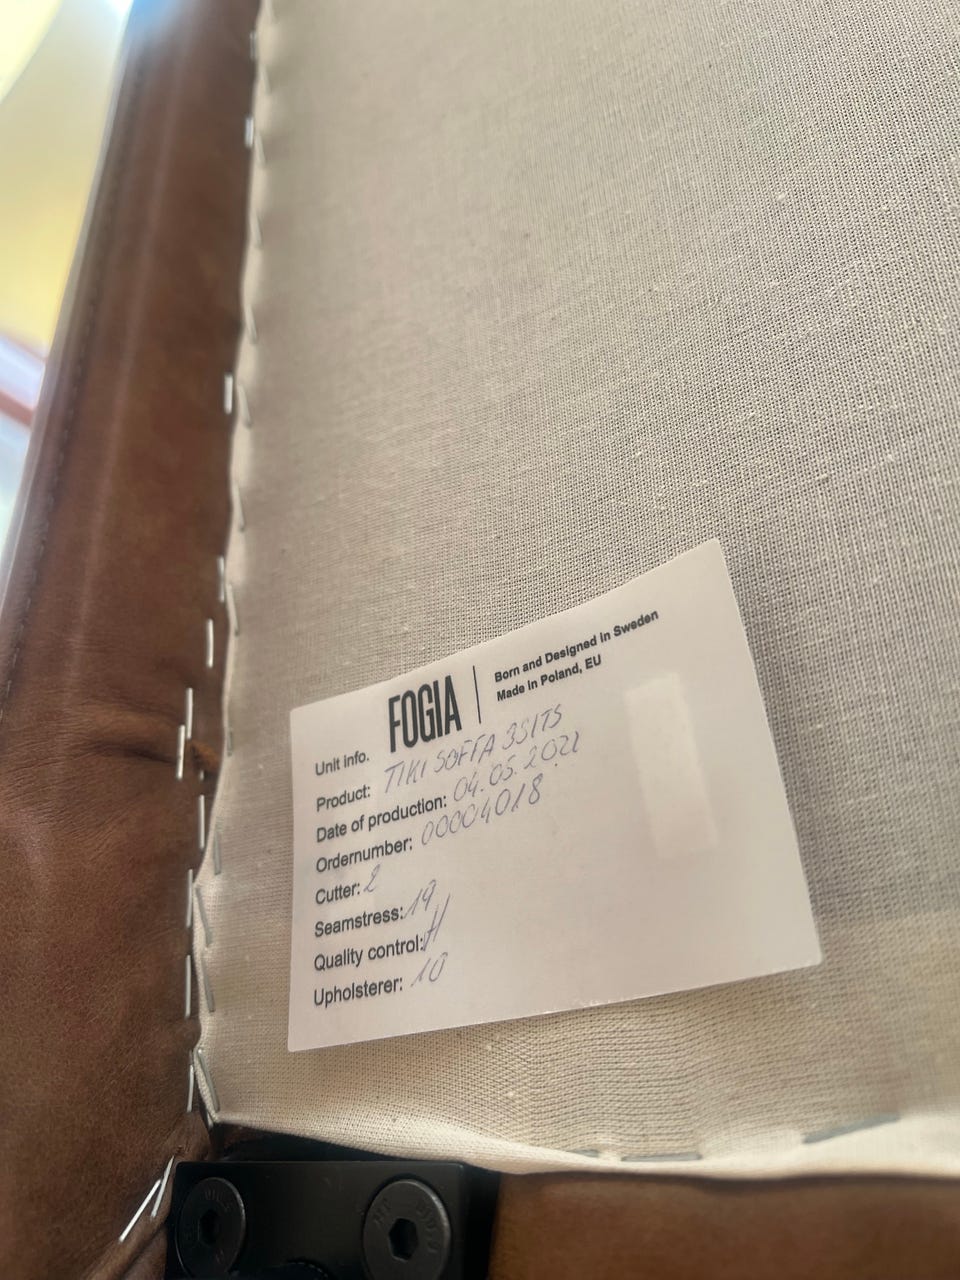 FOGIA
Born and Designed in Sweden
Made in Poland, EU
Unit info.
Product: TIKI SOFFA 3SITS
Date of production: 04.05.2021
Ordernumber: 00004018
Cutter: 2
Seamstress: 19
Quality control: H
Upholsterer: 10